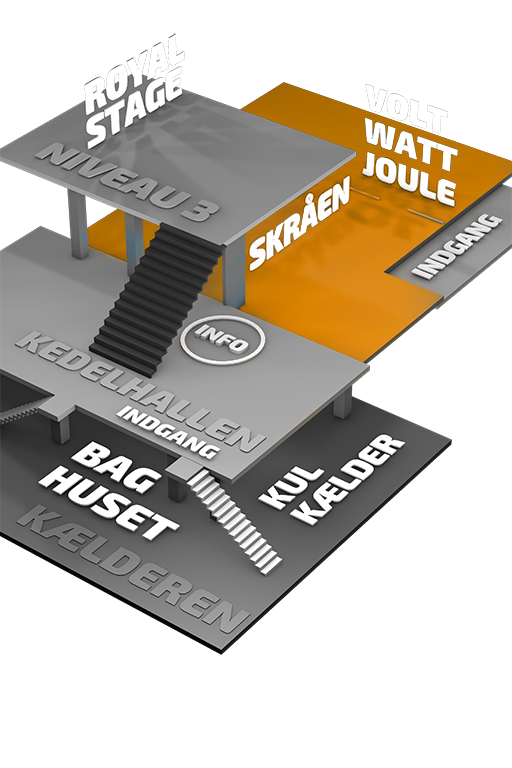 ROYAL
STAGE
NIVEAU 3
VOLT
WATT
JOULE
SKRÅEN
INDGANG
INFO
KEDELHALLEN
INDGANG
BAG
HUSET
KUL
KÆLDER
KÆLDEREN